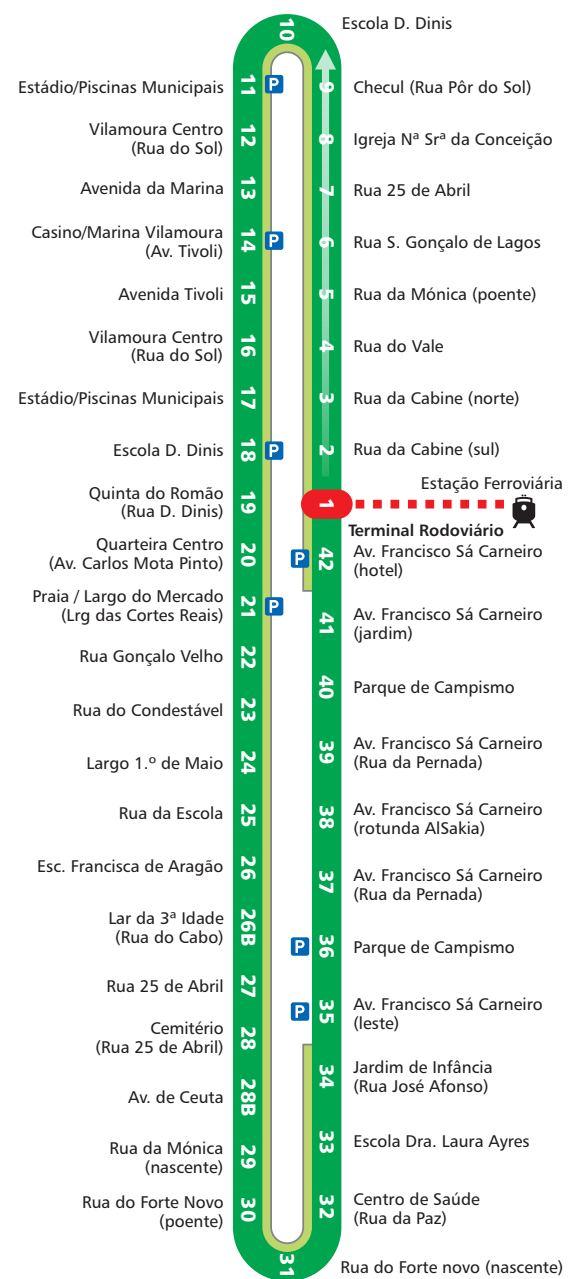 10
Escola D. Dinis
11
P
Estádio/Piscinas Municipais
12
Vilamoura Centro
(Rua do Sol)
13
Avenida da Marina
14
P
Casino/Marina Vilamoura
(Av. Tivoli)
15
Avenida Tivoli
16
Vilamoura Centro
(Rua do Sol)
17
Estádio/Piscinas Municipais
18
P
Escola D. Dinis
19
Quinta do Romão
(Rua D. Dinis)
20
Quarteira Centro
(Av. Carlos Mota Pinto)
21
P
Praia / Largo do Mercado
(Lrg das Cortes Reais)
22
Rua Gonçalo Velho
23
Rua do Condestável
24
Largo 1.º de Maio
25
Rua da Escola
26
Esc. Francisca de Aragão
26B
Lar da 3ª Idade
(Rua do Cabo)
27
Rua 25 de Abril
28
Cemitério
(Rua 25 de Abril)
28B
Av. de Ceuta
29
Rua da Mónica
(nascente)
30
Rua do Forte Novo
(poente)
9
Checul (Rua Pôr do Sol)
8
Igreja Nª Srª da Conceição
7
Rua 25 de Abril
6
Rua S. Gonçalo de Lagos
5
Rua da Mónica (poente)
4
Rua do Vale
3
Rua da Cabine (norte)
2
Rua da Cabine (sul)
Estação Ferroviária
1
Terminal Rodoviário
42
P
Av. Francisco Sá Carneiro
(hotel)
41
Av. Francisco Sá Carneiro
(jardim)
40
Parque de Campismo
39
Av. Francisco Sá Carneiro
(Rua da Pernada)
38
Av. Francisco Sá Carneiro
(rotunda AlSakia)
37
Av. Francisco Sá Carneiro
(Rua da Pernada)
36
P
Parque de Campismo
35
P
Av. Francisco Sá Carneiro
(leste)
34
Jardim de Infância
(Rua José Afonso)
33
Escola Dra. Laura Ayres
32
Centro de Saúde
(Rua da Paz)
31
Rua do Forte novo (nascente)